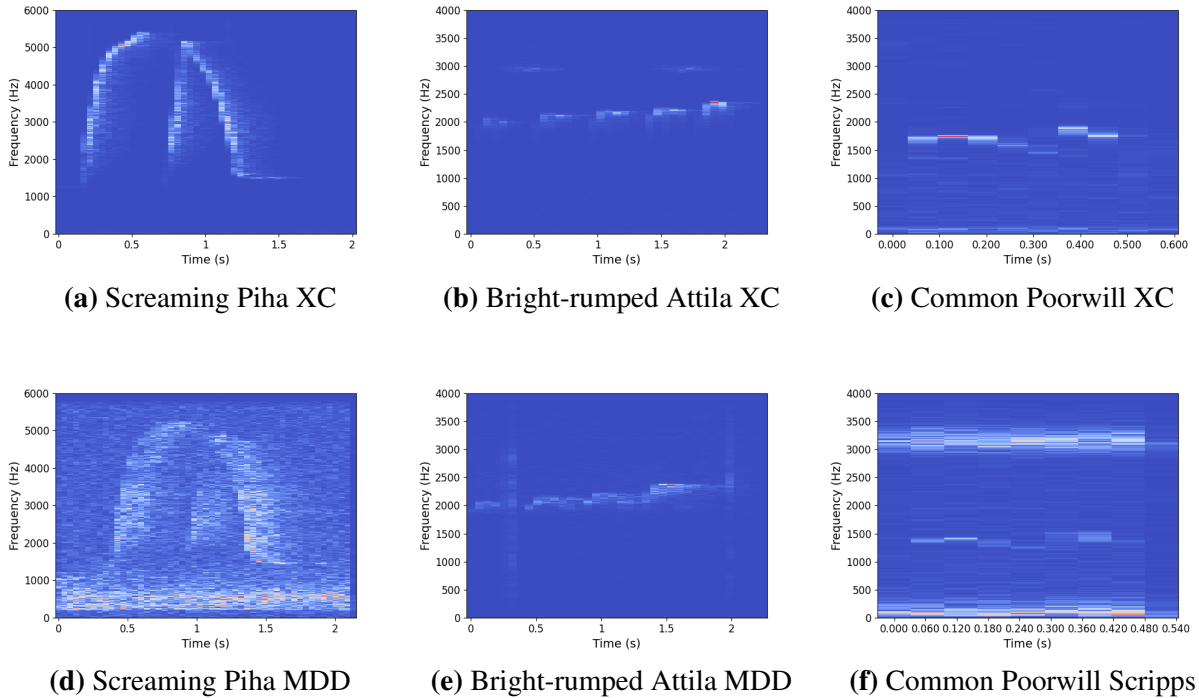 6000
5000
4000
3000
2000
1000
0
Frequency (Hz)
0 0.5 1 1.5 2
Time (s)
(a) Screaming Piha XC
4000
3500
3000
2500
2000
1500
1000
500
0
Frequency (Hz)
0 0.5 1 1.5 2
Time (s)
(b) Bright-rumped Attila XC
4000
3500
3000
2500
2000
1500
1000
500
0
Frequency (Hz)
0.000 0.100 0.200 0.300 0.400 0.500 0.600
Time (s)
(c) Common Poorwill XC
6000
5000
4000
3000
2000
1000
0
Frequency (Hz)
0 0.5 1 1.5 2
Time (s)
(d) Screaming Piha MDD
4000
3500
3000
2500
2000
1500
1000
500
0
Frequency (Hz)
0 0.5 1 1.5 2
Time (s)
(e) Bright-rumped Attila MDD
4000
3500
3000
2500
2000
1500
1000
500
0
Frequency (Hz)
0.000 0.060 0.120 0.180 0.240 0.300 0.360 0.420 0.480 0.540
Time (s)
(f) Common Poorwill Scripps